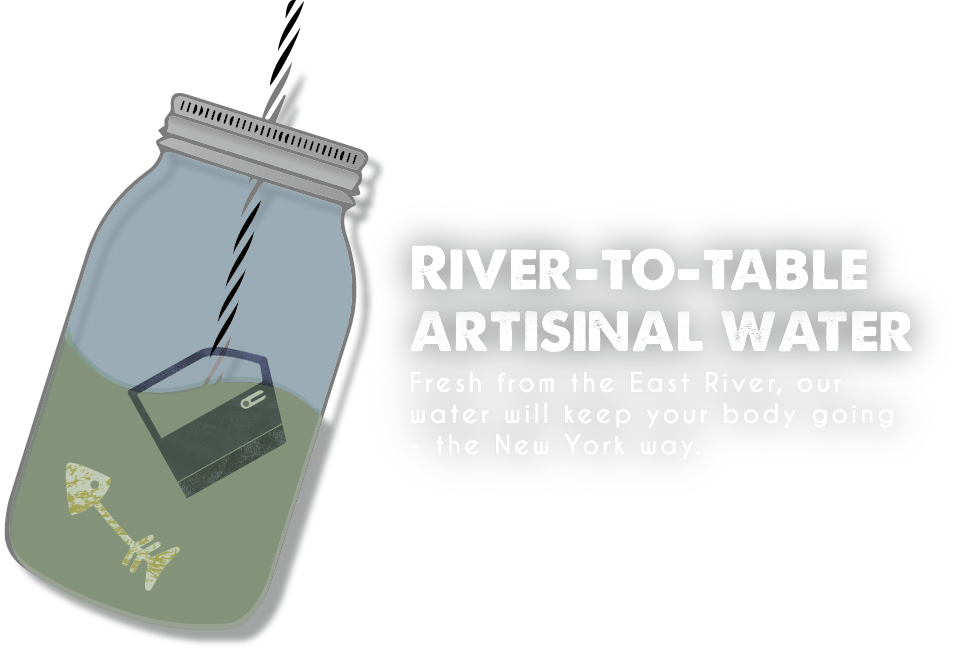 RIVER-TO-TABLE
ARTISINAL WATER
Fresh from the East River, our
water will keep your body going
- the New York way.